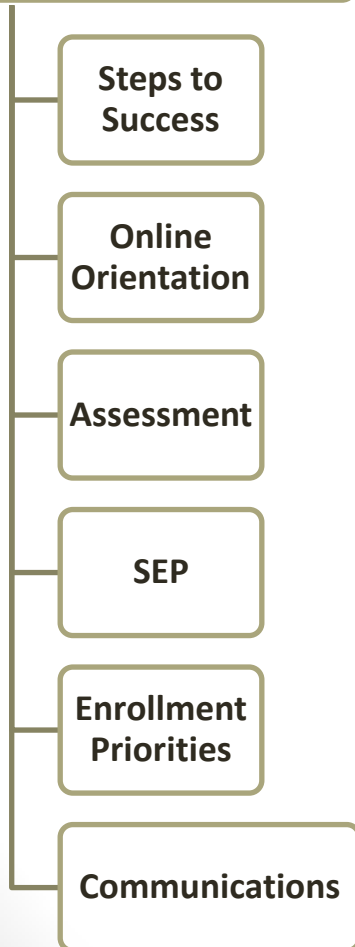 Steps to
Success
Online
Orientation
Assessment
SEP
Enrollment
Priorities
Communications